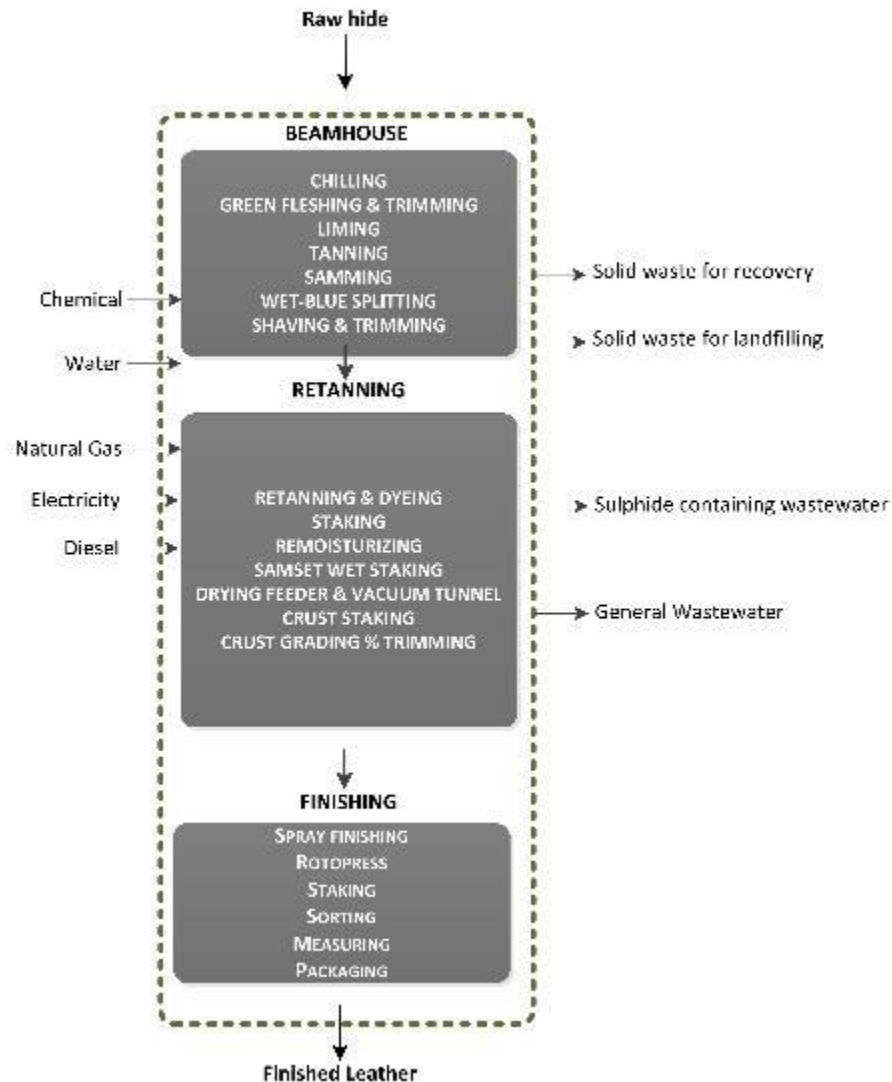 Raw hide
BEAMHOUSE
CHILLING
GREEN FLESHING & TRIMMING
LIMING
TANNING
SAMMING
WET-BLUE SPLITTING
SHAVING & TRIMMING
Chemical
Water
Natural Gas
Electricity
Diesel
Solid waste for recovery
Solid waste for landfilling
Sulphide containing wastewater
General Wastewater
RETANNING
RETANNING & DYEING
STAKING
REMOISTURIZING
SAMSET WET STAKING
DRYING FEEDER & VACUUM TUNNEL
CRUST STAKING
CRUST GRADING % TRIMMING
FINISHING
SPRAY FINISHING
ROTOPRESS
STAKING
SORTING
MEASURING
PACKAGING
Finished Leather